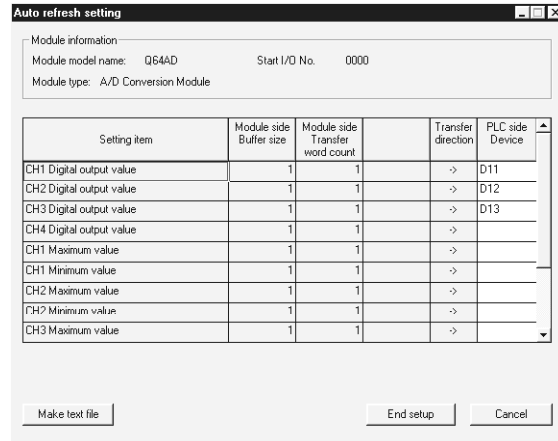 Auto refresh setting
Module information
Module model name: Q64AD Start I/O No. 0000
Module type: A/D Conversion Module
Setting item Module side Buffer size Module side Transfer word count Transfer direction PLC side Device
CH1 Digital output value 1 1 -> D11
CH2 Digital output value 1 1 -> D12
CH3 Digital output value 1 1 -> D13
CH4 Digital output value 1 1 ->
CH1 Maximum value 1 1 ->
CH1 Minimum value 1 1 ->
CH2 Maximum value 1 1 ->
CH2 Minimum value 1 1 ->
CH3 Maximum value 1 1 ->
Make text file End setup Cancel